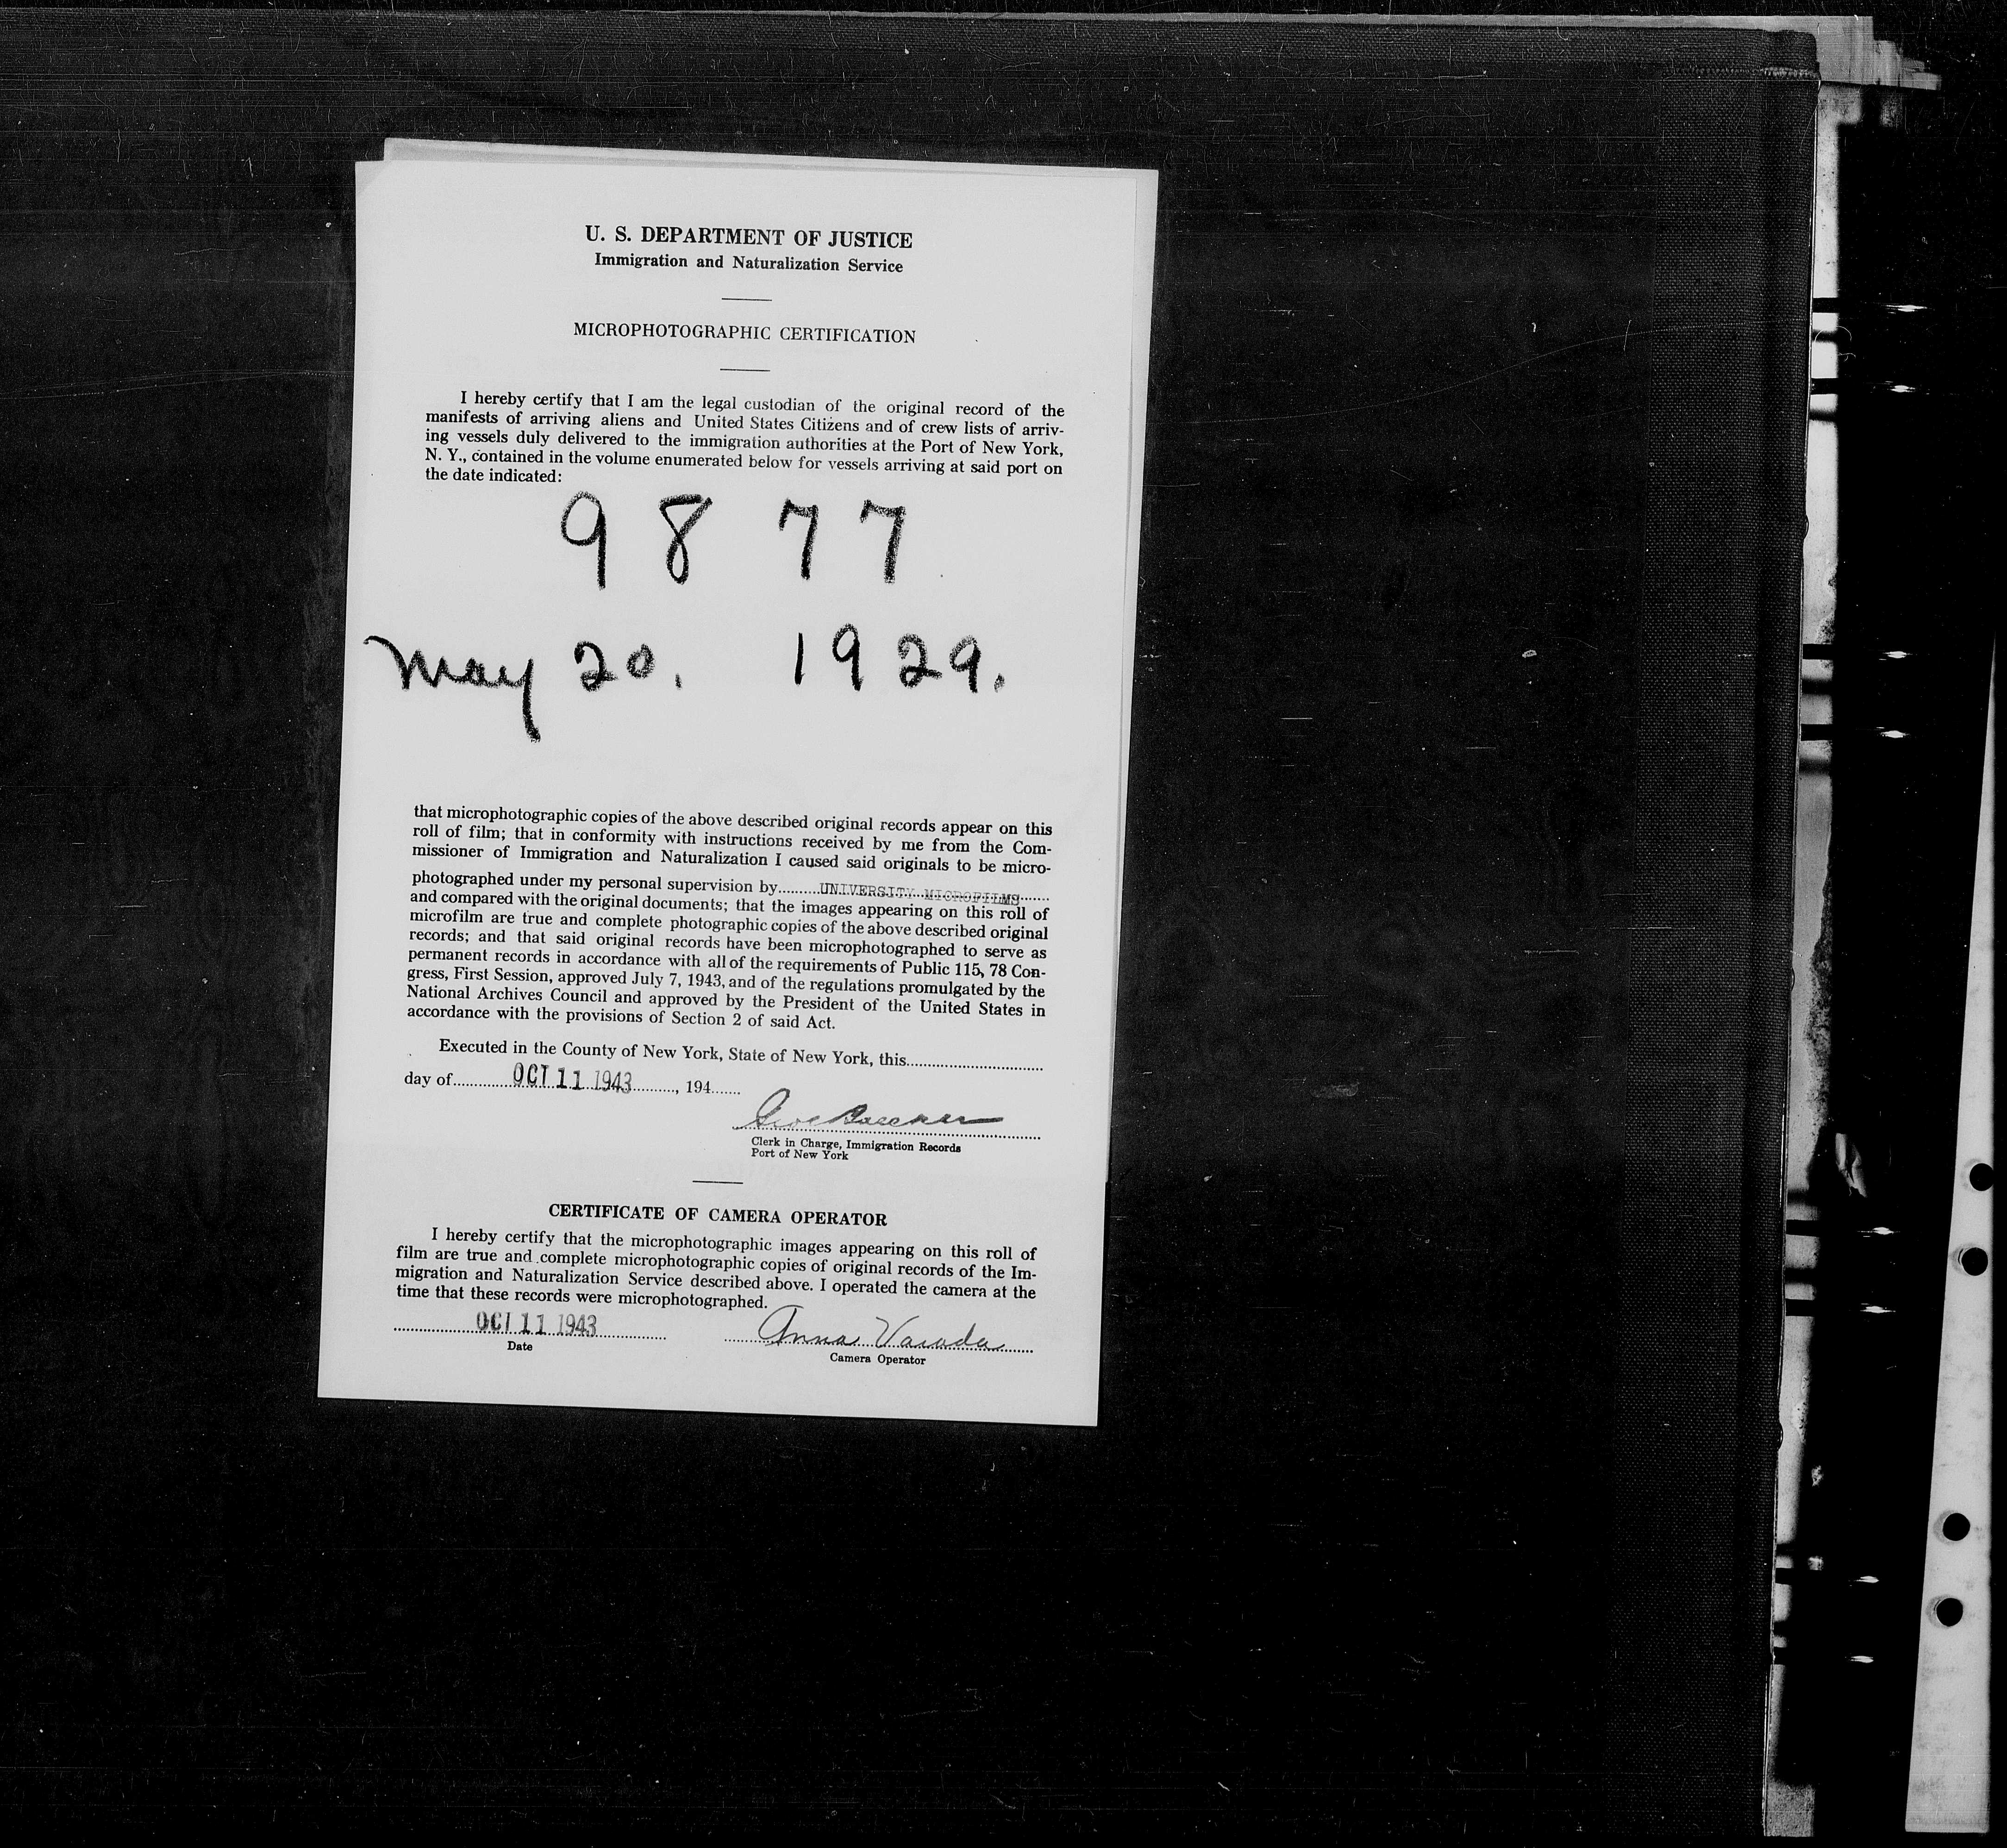 U. S. DEPARTMENT OF JUSTICE
Immigration and Naturalization Service
MICROPHOTOGRAPHIC CERTIFICATION
I hereby certify that I am the legal custodian of the original record of the
manifests of arriving aliens and United States Citizens and of crew lists of arriv-
ing vessels duly delivered to the immigration authorities at the Port of New York,
N. Y., contained in the volume enumerated below for vessels arriving at said port on
the date indicated:
9877
May 20. 1929.
that microphotographic copies of the above described original records appear on this
roll of film; that in conformity with instructions received by me from the Com-
missioner of Immigration and Naturalization I caused said originals to be micro-
photographed under my personal supervision by UNIVERSITY MICROFILMS
and compared with the original documents; that the images appearing on this roll of
microfilm are true and complete photographic copies of the above described original
records; and that said original records have been microphotographed to serve as
permanent records in accordance with all of the requirements of Public 115, 78 Con-
gress, First Session, approved July 7, 1943, and of the regulations promulgated by the
National Archives Council and approved by the President of the United States in
accordance with the provisions of Section 2 of said Act.
Executed in the County of New York, State of New York, this
day of OCT 11 1943, 194
Clerk in Charge, Immigration Records
Port of New York
CERTIFICATE OF CAMERA OPERATOR
I hereby certify that the microphotographic images appearing on this roll of
film are true and complete microphotographic copies of original records of the Im-
migration and Naturalization Service described above. I operated the camera at the
time that these records were microphotographed.
OCT 11 1943 Anna
Date Camera Operator